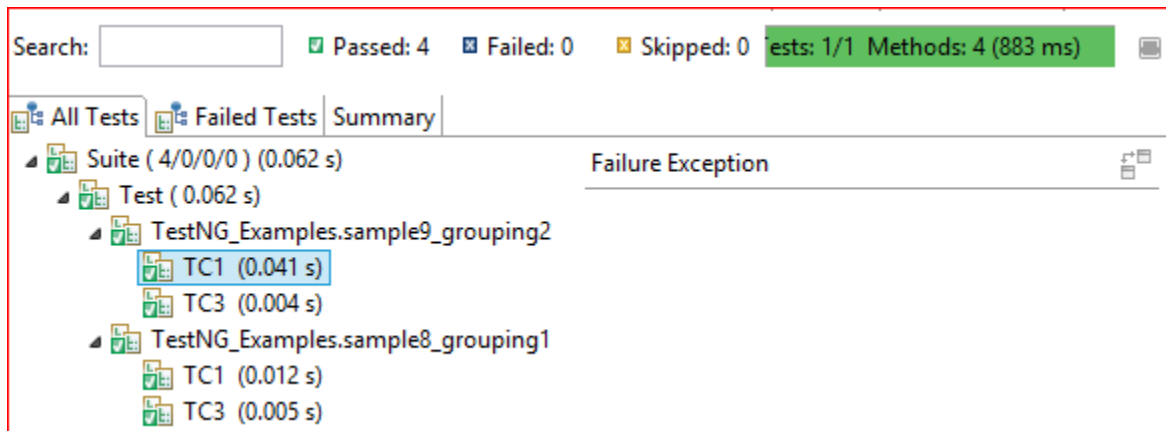 Search: Passed: 4 Failed: 0 Skipped: 0 ests: 1/1 Methods: 4 (883 ms)
All Tests Failed Tests Summary
Suite ( 4/0/0/0 ) (0.062 s)
Failure Exception
Test ( 0.062 s)
TestNG_Examples.sample9_grouping2
TC1 (0.041 s)
TC3 (0.004 s)
TestNG_Examples.sample8_grouping1
TC1 (0.012 s)
TC3 (0.005 s)